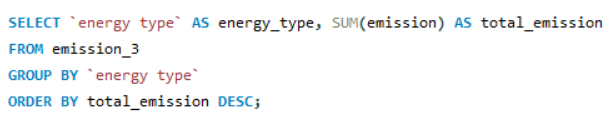 SELECT `energy type` AS energy_type, SUM(emission) AS total_emission
FROM emission_3
GROUP BY `energy type`
ORDER BY total_emission DESC;